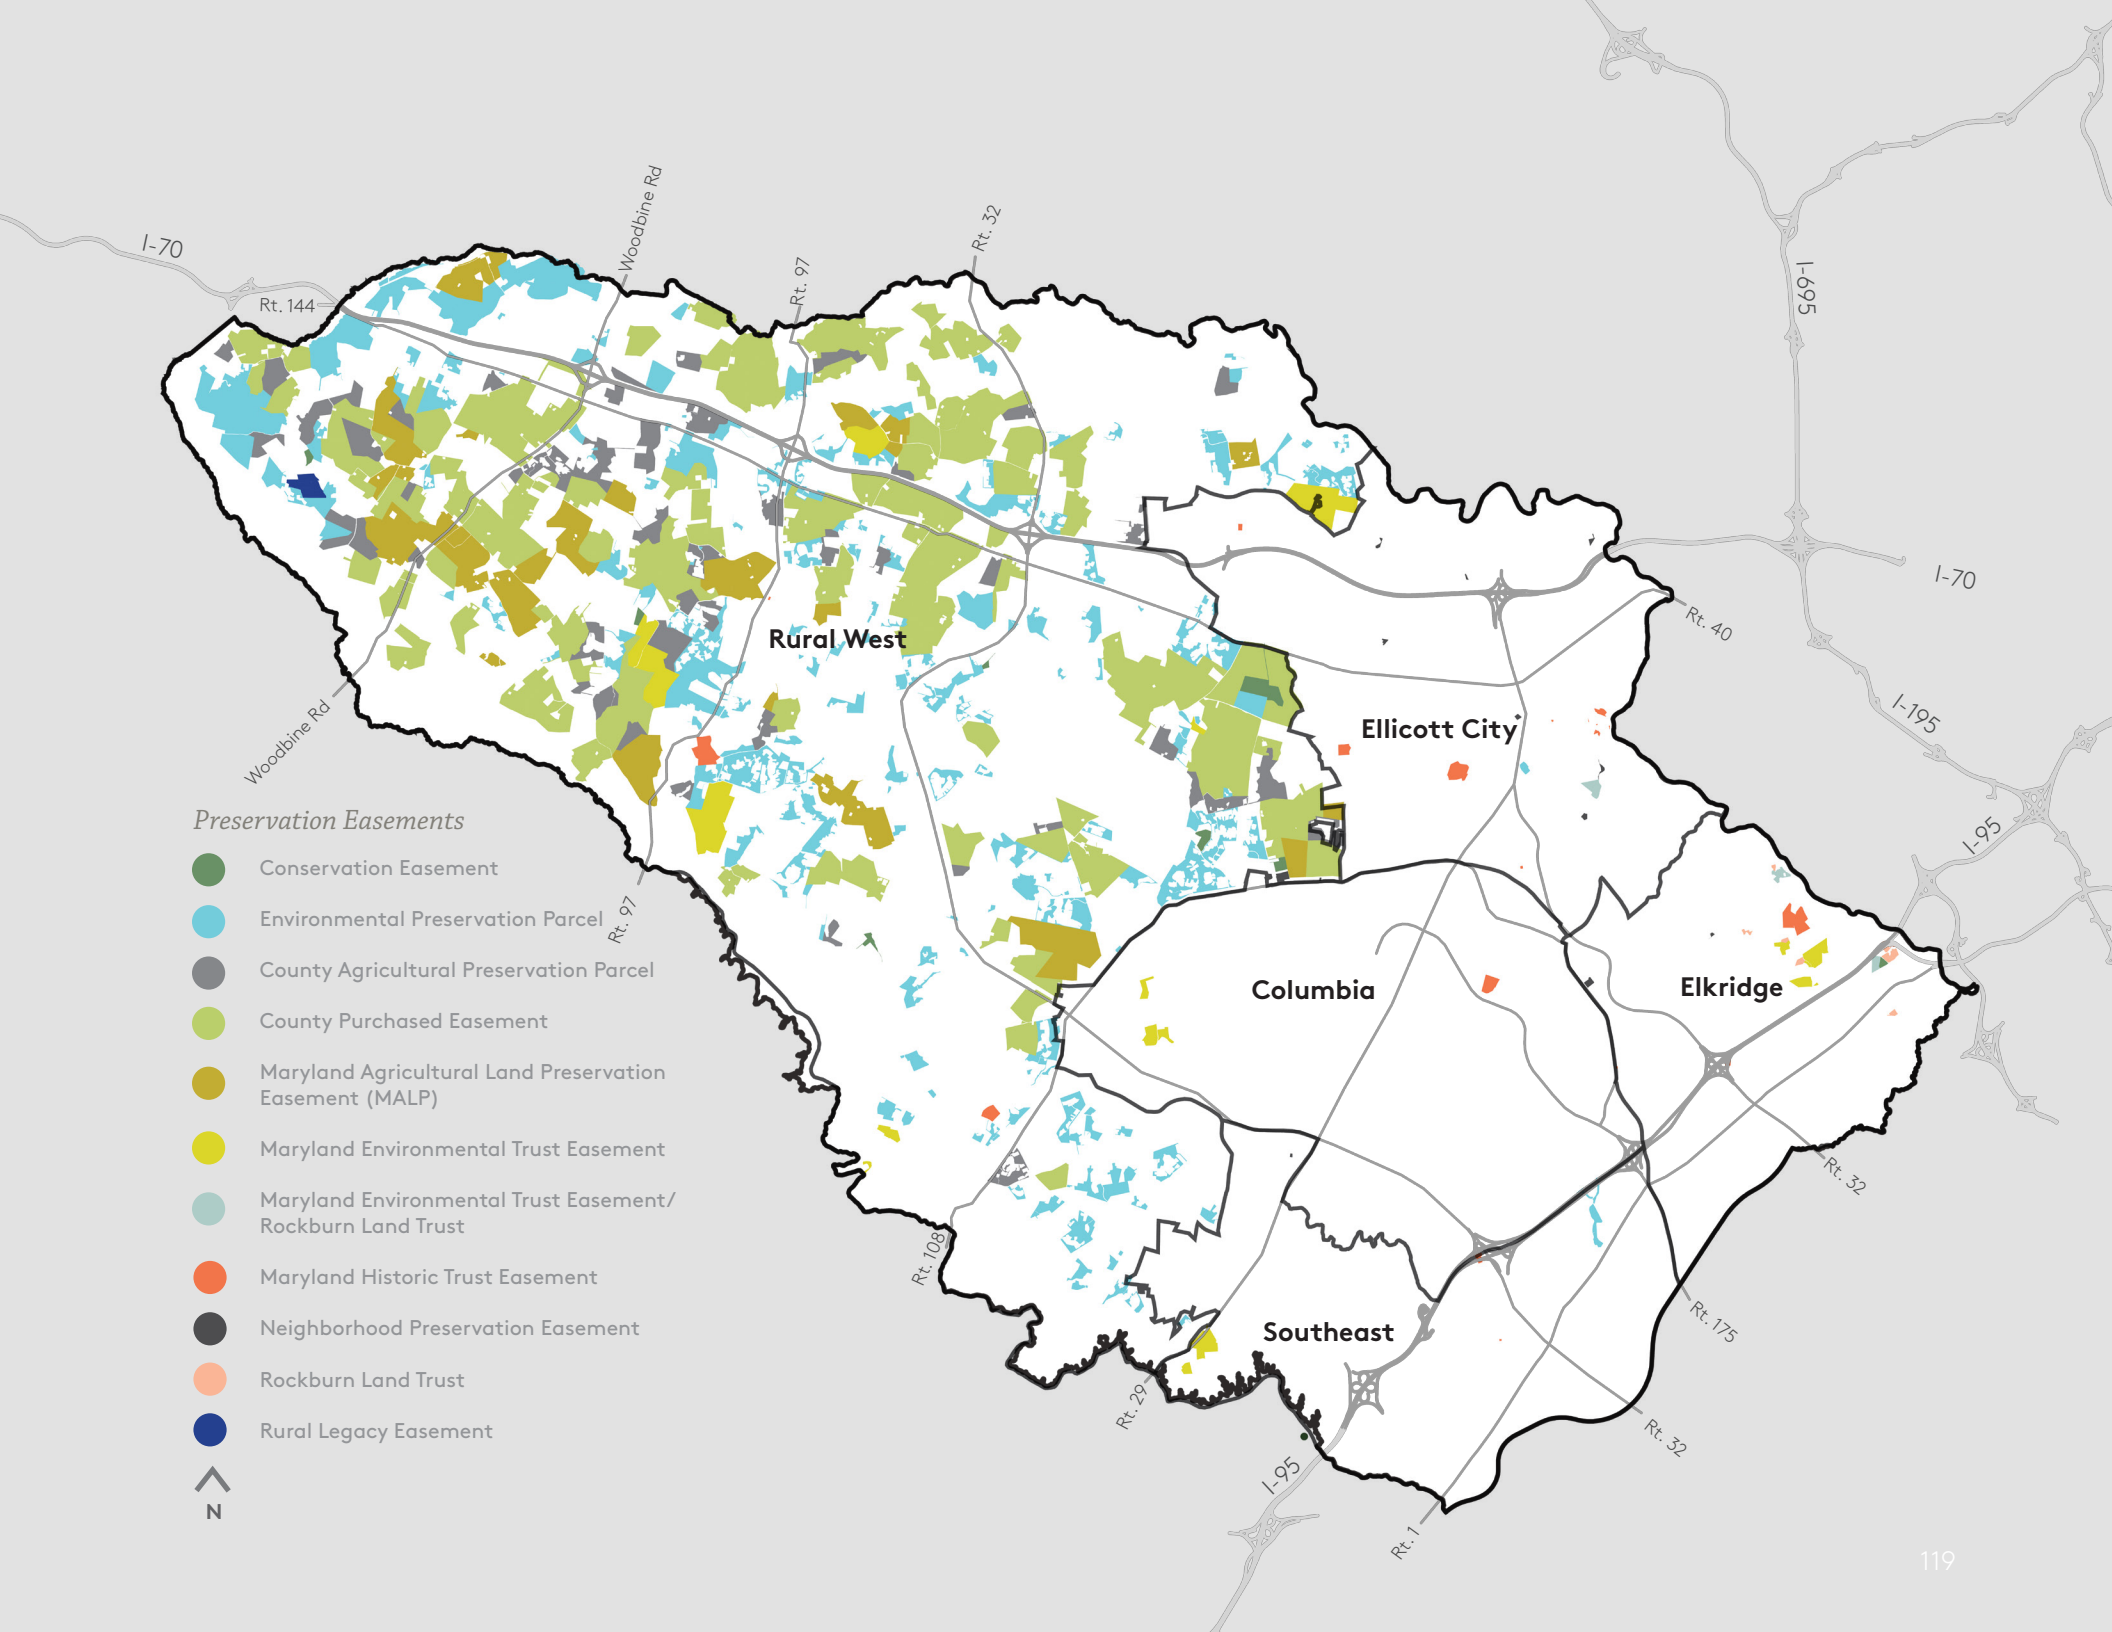 Woodbine Rd
Rt. 32
I-70
Rt. 97
Rt. 144
I-695
I-70
Rt. 40
Rural West
I-195
Woodbine Rd
Ellicott City
Preservation Easements
I-95
Conservation Easement
Environmental Preservation Parcel
Rt. 97
County Agricultural Preservation Parcel
Columbia
Elkridge
County Purchased Easement
Maryland Agricultural Land Preservation
Easement (MALP)
Maryland Environmental Trust Easement
Rt. 32
Maryland Environmental Trust Easement/
Rockburn Land Trust
Rt. 108
Maryland Historic Trust Easement
Neighborhood Preservation Easement
Southeast
Rt. 175
Rockburn Land Trust
Rt. 29
Rural Legacy Easement
Rt. 32
I-95
N
Rt. 1
119